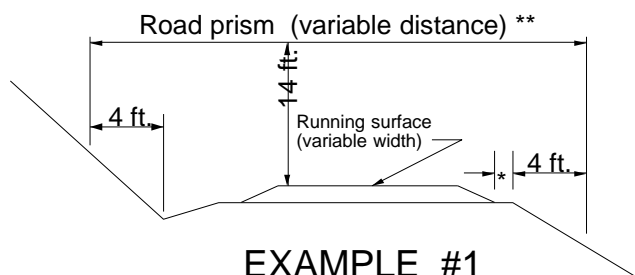 Road prism (variable distance) **
14 ft.
4 ft.
Running surface
(variable width)
*
4 ft.
EXAMPLE #1